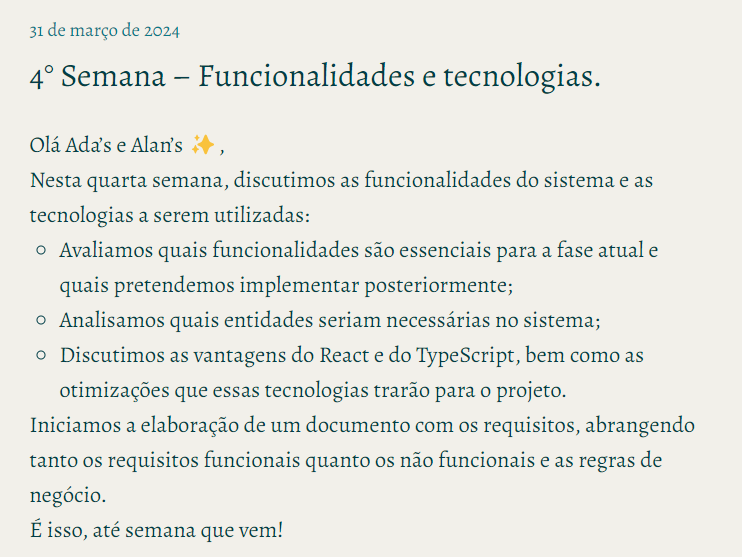 31 de março de 2024
4° Semana – Funcionalidades e tecnologias.
Olá Ada’s e Alan’s ✨ ,
Nesta quarta semana, discutimos as funcionalidades do sistema e as
tecnologias a serem utilizadas:
◦ Avaliamos quais funcionalidades são essenciais para a fase atual e
quais pretendemos implementar posteriormente;
◦ Analisamos quais entidades seriam necessárias no sistema;
◦ Discutimos as vantagens do React e do TypeScript, bem como as
otimizações que essas tecnologias trarão para o projeto.
Iniciamos a elaboração de um documento com os requisitos, abrangendo
tanto os requisitos funcionais quanto os não funcionais e as regras de
negócio.
É isso, até semana que vem!